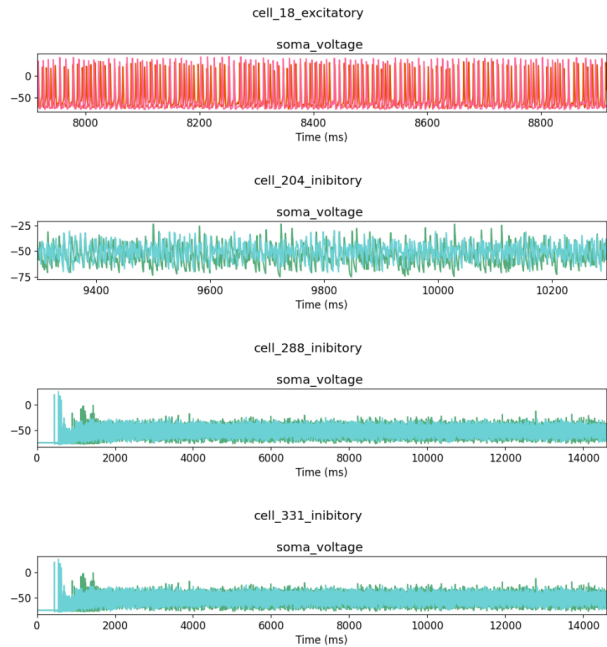 cell_18_excitatory
soma_voltage
0
−50
8000 8200 8400 8600 8800
Time (ms)
cell_204_inibitory
soma_voltage
−25
−50
−75
9400 9600 9800 10000 10200
Time (ms)
cell_288_inibitory
soma_voltage
0
−50
0 2000 4000 6000 8000 10000 12000 14000
Time (ms)
cell_331_inibitory
soma_voltage
0
−50
0 2000 4000 6000 8000 10000 12000 14000
Time (ms)